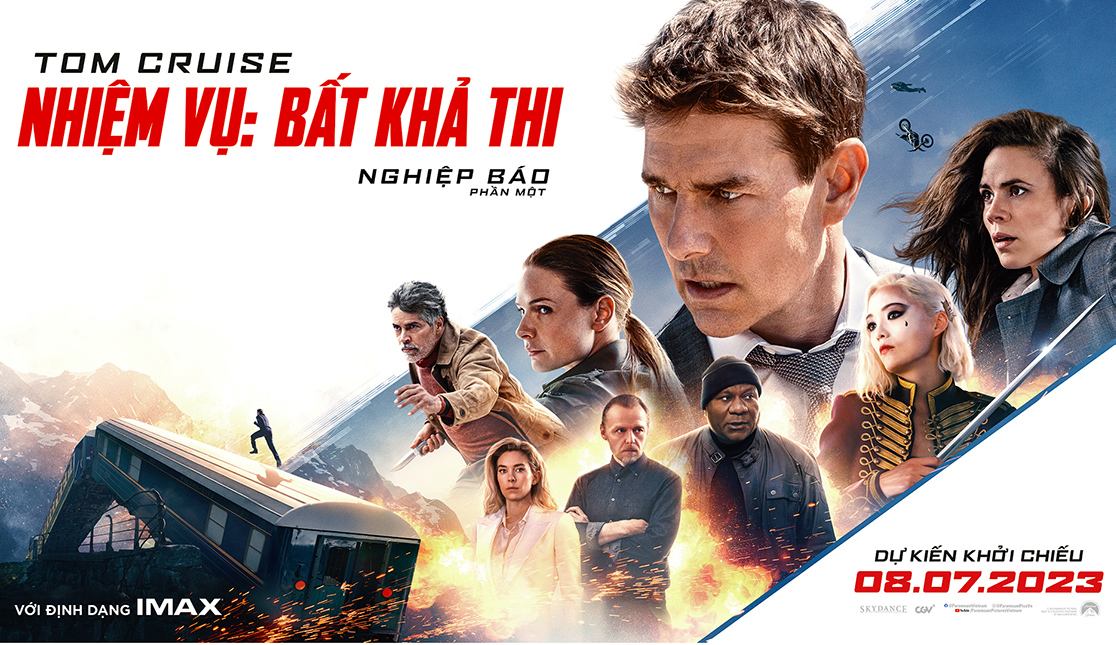 TOM CRUISE
NHIỆM VỤ: BẤT KHẢ THI
NGHIỆP BÁO
PHẦN MỘT
VỚI ĐỊNH DẠNG IMAX
DỰ KIẾN KHỞI CHIẾU
08.07.2023
SKYDANCE CGV